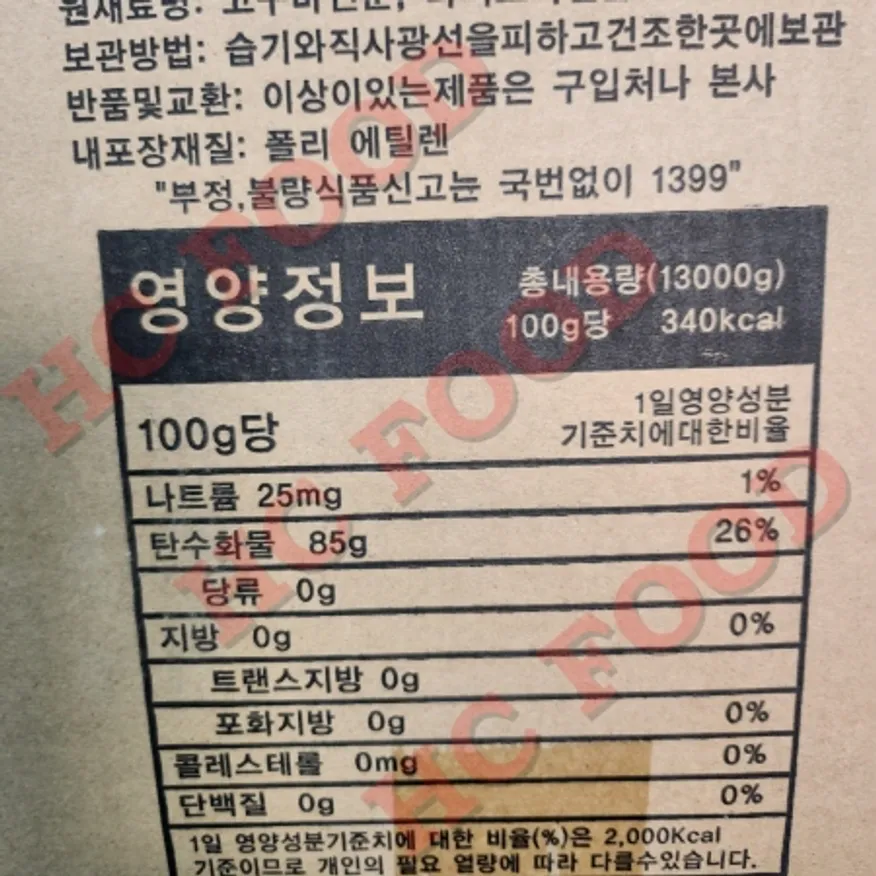 원재료명:
보관방법: 습기와직사광선을피하고건조한곳에보관
반품및교환: 이상이있는제품은 구입처나 본사
내포장재질: 폴리 에틸렌
"부정,불량식품신고는 국번없이 1399"
영양정보
총내용량(13000g)
100g당 340kcal
100g당
1일영양성분
기준치에대한비율
나트륨 25mg 1%
탄수화물 85g 26%
당류 0g
지방 0g 0%
트랜스지방 0g
포화지방 0g 0%
콜레스테롤 0mg 0%
단백질 0g 0%
1일 영양성분기준치에 대한 비율(%)은 2,000Kcal
기준이므로 개인의 필요 열량에 따라 다를수있습니다.
HC FOOD
HC FOOD
HC FOOD